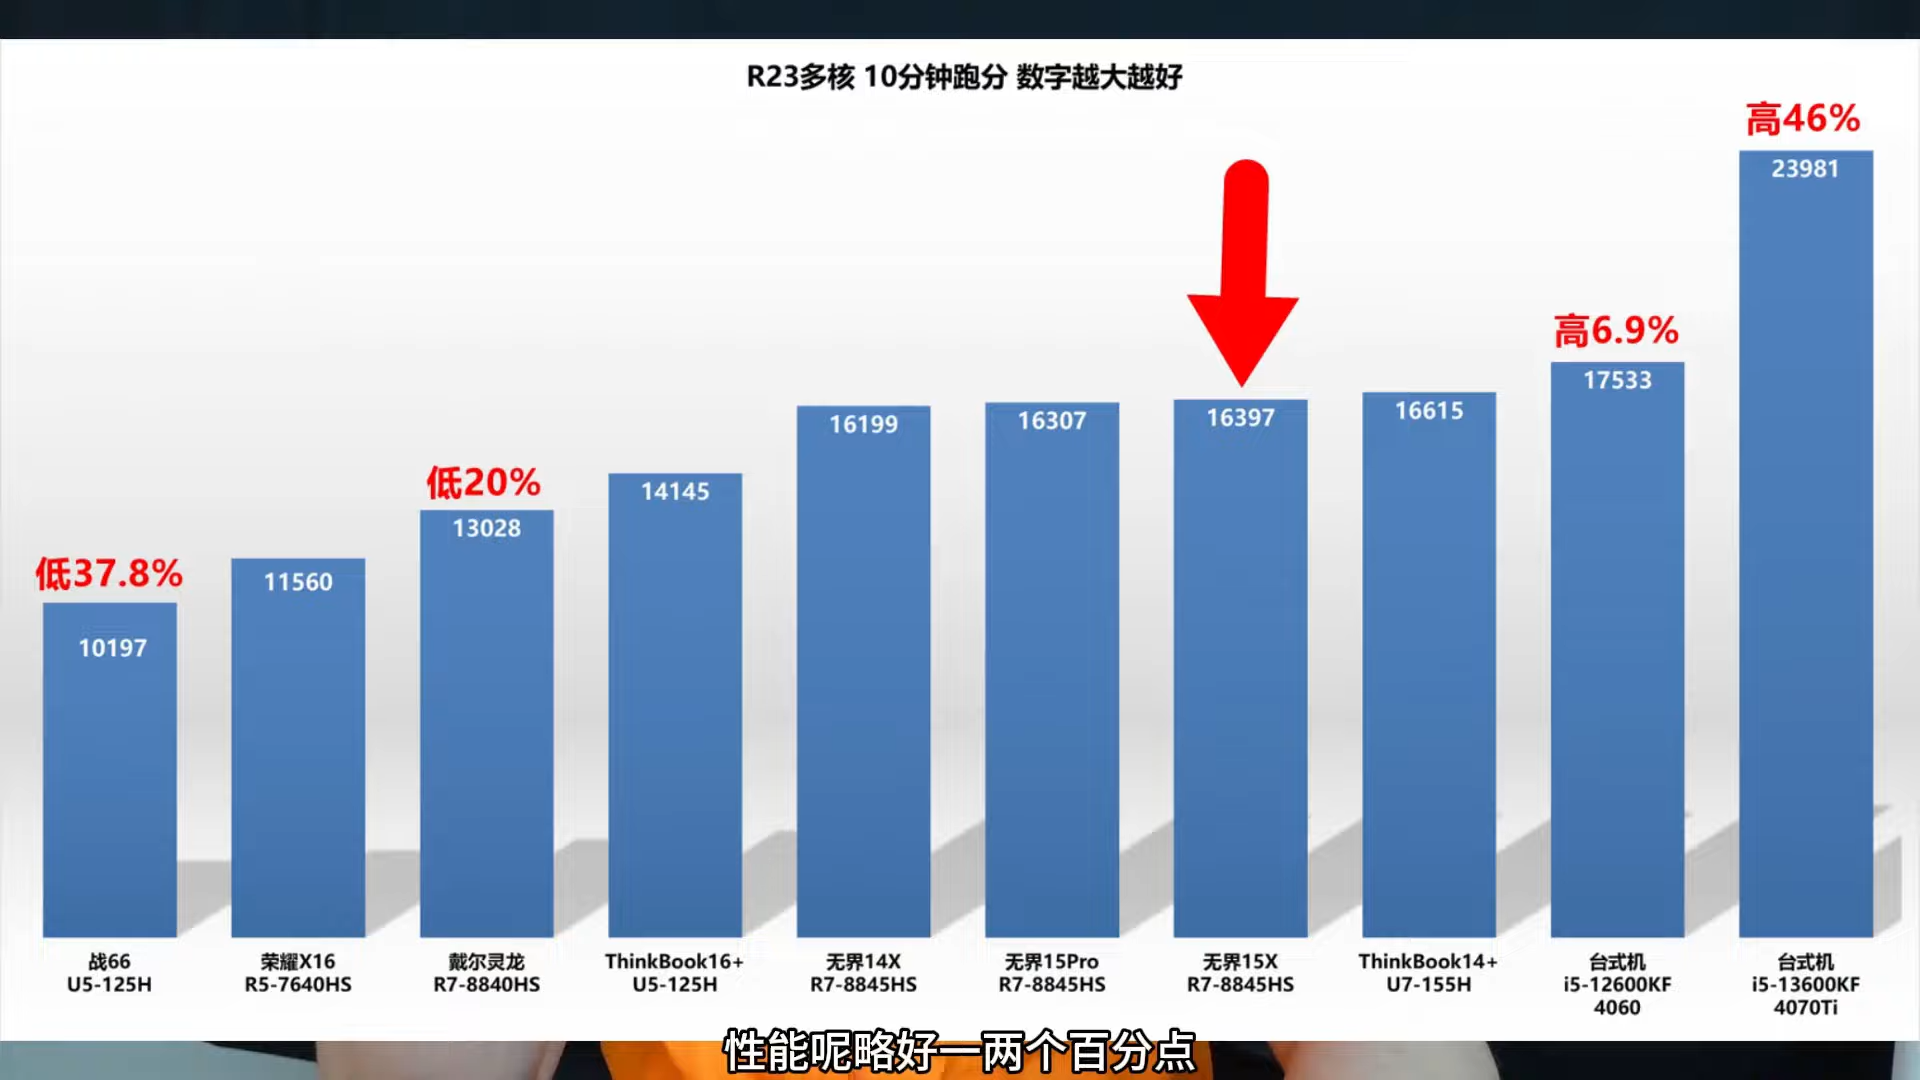 R23多核 10分钟跑分 数字越大越好
高46%
23981
高6.9%
17533
16615
16397
16307
16199
14145
低20%
13028
11560
低37.8%
10197
战66
U5-125H
荣耀X16
R5-7640HS
戴尔灵龙
R7-8840HS
ThinkBook16+
U5-125H
无界14X
R7-8845HS
无界15Pro
R7-8845HS
无界15X
R7-8845HS
ThinkBook14+
U7-155H
台式机
i5-12600KF
4060
台式机
i5-13600KF
4070Ti
性能呢略好一两个百分点